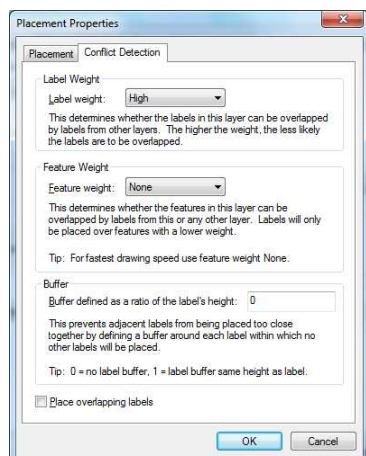 Placement Properties
Placement
Conflict Detection
Label Weight
Label weight: High
This determines whether the labels in this layer can be overlapped
by labels from other layers. The higher the weight, the less likely
the labels are to be overlapped.
Feature Weight
Feature weight: None
This determines whether the features in this layer can be
overlapped by labels from this or any other layer. Labels will only
be placed over features with a lower weight.
Tip: For fastest drawing speed use feature weight None.
Buffer
Buffer defined as a ratio of the label's height: 0
This prevents adjacent labels from being placed too close
together by defining a buffer around each label within which no
other labels will be placed.
Tip: 0 = no label buffer, 1 = label buffer same height as label.
Place overlapping labels
OK Cancel